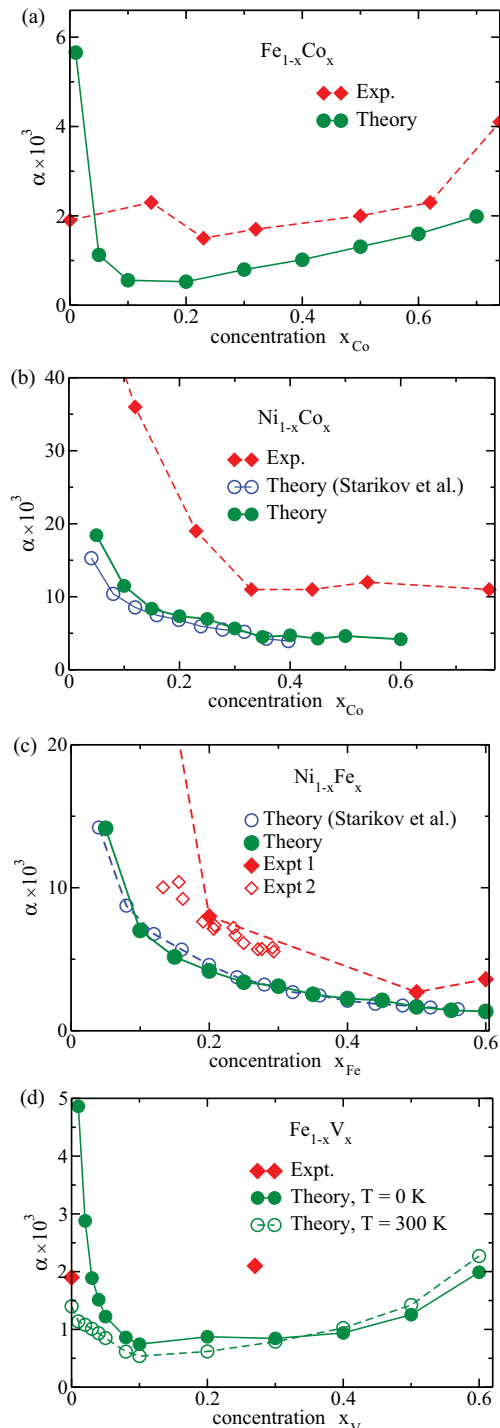 (a)
6
Fe1-xCox
Exp.
Theory
4
α×10³
2
0
0 0.2 0.4 0.6
concentration xCo
(b)
40
Ni1-xCox
30
Exp.
Theory (Starikov et al.)
Theory
α×10³
20
10
0
0 0.2 0.4 0.6
concentration xCo
(c)
20
Ni1-xFex
Theory (Starikov et al.)
Theory
Expt 1
Expt 2
α×10³
10
0
0 0.2 0.4 0.6
concentration xFe
(d)
5
Fe1-xVx
4
Expt.
Theory, T = 0 K
Theory, T = 300 K
3
α×10³
2
1
0
0 0.2 0.4 0.6
concentration xV